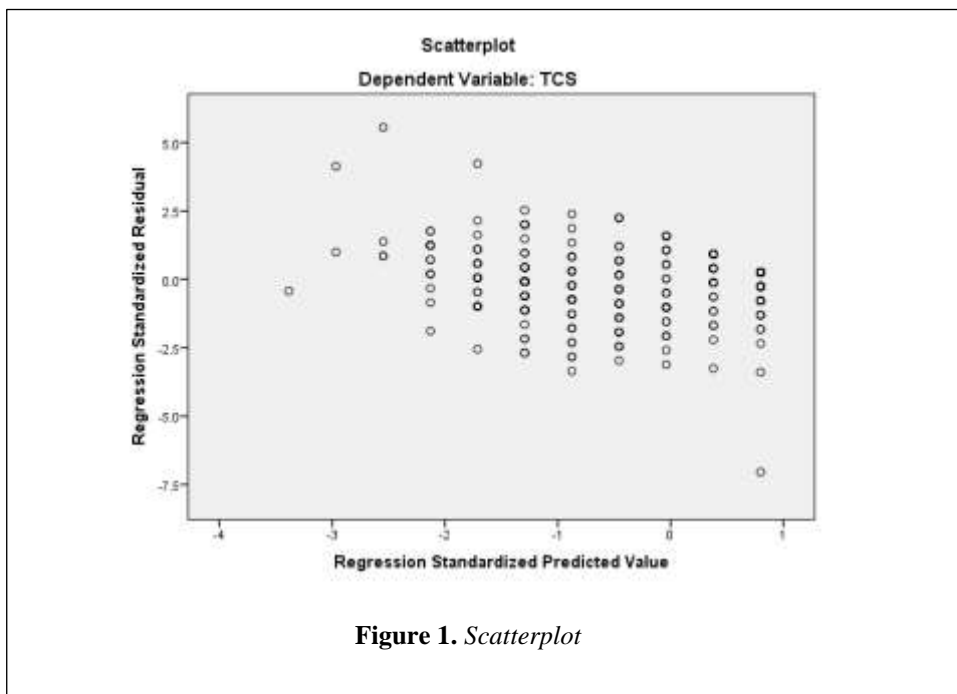 Scatterplot
Dependent Variable: TCS
Regression Standardized Residual
5.0
2.5
0.0
-2.5
-5.0
-7.5
-4 -3 -2 -1 0 1
Regression Standardized Predicted Value
Figure 1. Scatterplot